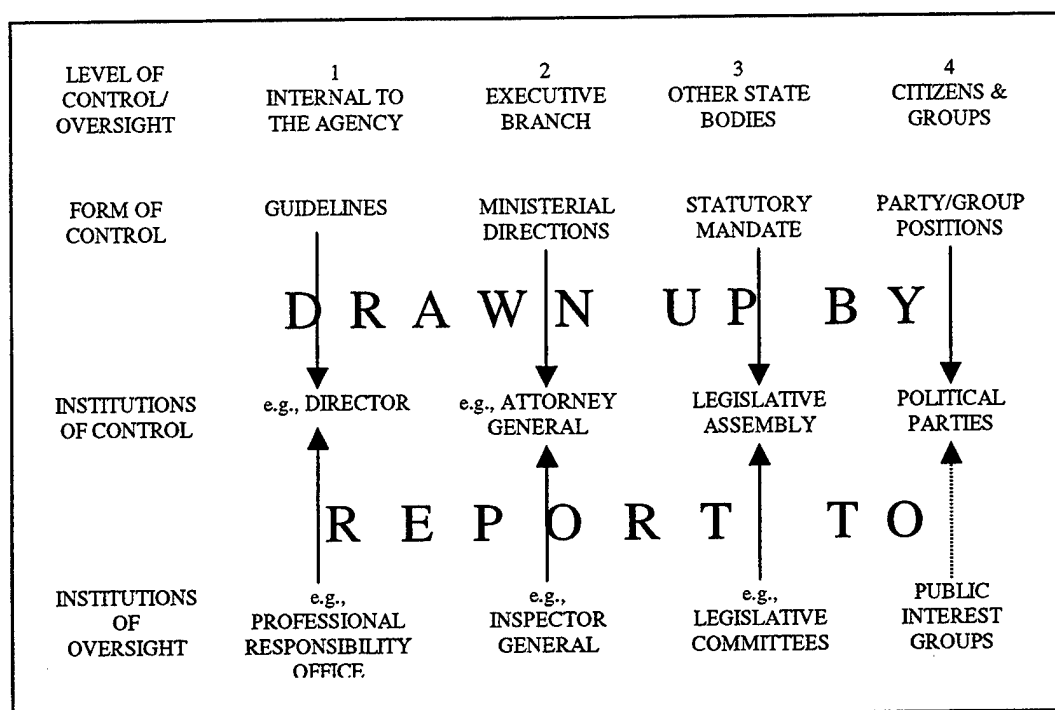 LEVEL OF CONTROL/ OVERSIGHT
1 INTERNAL TO THE AGENCY
2 EXECUTIVE BRANCH
3 OTHER STATE BODIES
4 CITIZENS & GROUPS
FORM OF CONTROL
GUIDELINES
MINISTERIAL DIRECTIONS
STATUTORY MANDATE
PARTY/GROUP POSITIONS
DRAWN UP BY
INSTITUTIONS OF CONTROL
e.g., DIRECTOR
e.g., ATTORNEY GENERAL
LEGISLATIVE ASSEMBLY
POLITICAL PARTIES
REPORT TO
INSTITUTIONS OF OVERSIGHT
e.g., PROFESSIONAL RESPONSIBILITY OFFICE
e.g., INSPECTOR GENERAL
e.g., LEGISLATIVE COMMITTEES
PUBLIC INTEREST GROUPS